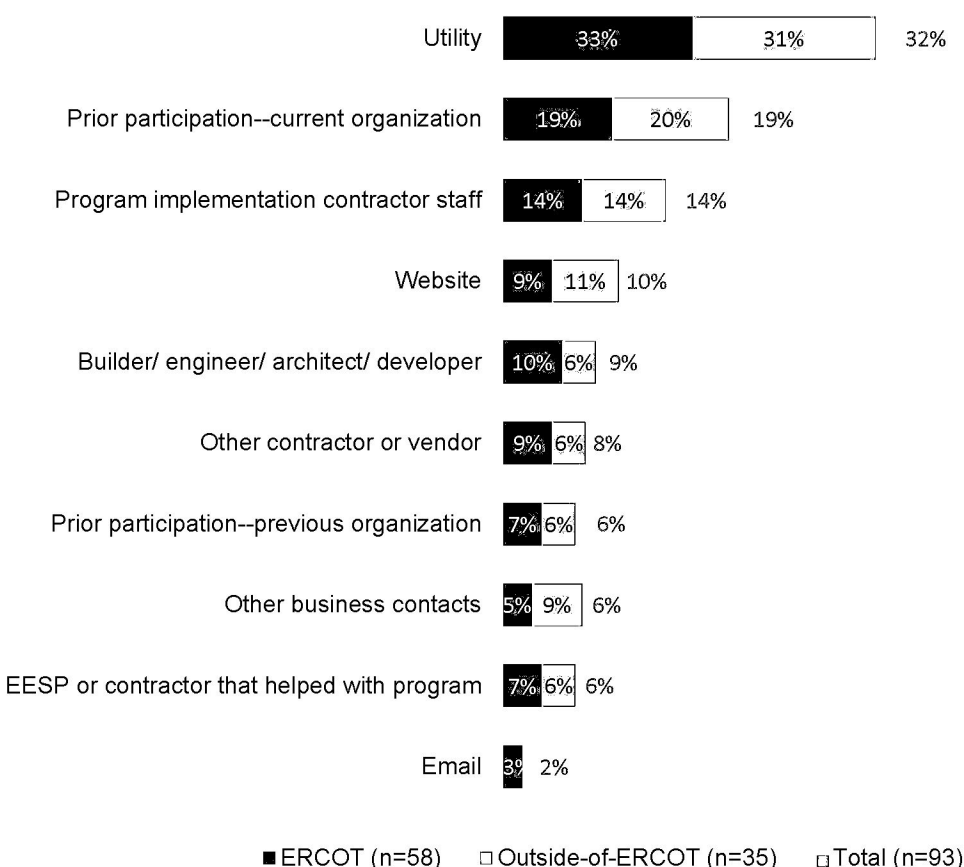 Utility 33% 31% 32%
Prior participation--current organization 19% 20% 19%
Program implementation contractor staff 14% 14% 14%
Website 9% 11% 10%
Builder/ engineer/ architect/ developer 10% 6% 9%
Other contractor or vendor 9% 6% 8%
Prior participation--previous organization 7% 6% 6%
Other business contacts 5% 9% 6%
EESP or contractor that helped with program 7% 6% 6%
Email 3% 2%
ERCOT (n=58) Outside-of-ERCOT (n=35) Total (n=93)